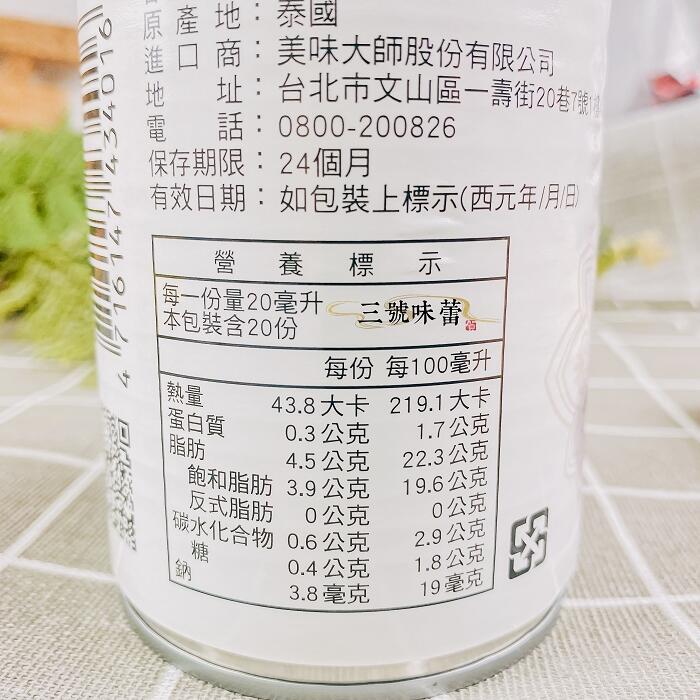 原產地：泰國
進口商：美味大師股份有限公司
地址：台北市文山區一壽街20巷7號1樓
電話：0800-200826
保存期限：24個月
有效日期：如包裝上標示(西元年/月/日)
營養標示
每一份量20毫升
本包裝含20份
三號味蕾
每份 每100毫升
熱量 43.8大卡 219.1大卡
蛋白質 0.3公克 1.7公克
脂肪 4.5公克 22.3公克
飽和脂肪 3.9公克 19.6公克
反式脂肪 0公克 0公克
碳水化合物 0.6公克 2.9公克
糖 0.4公克 1.8公克
鈉 3.8毫克 19毫克
4716147434016